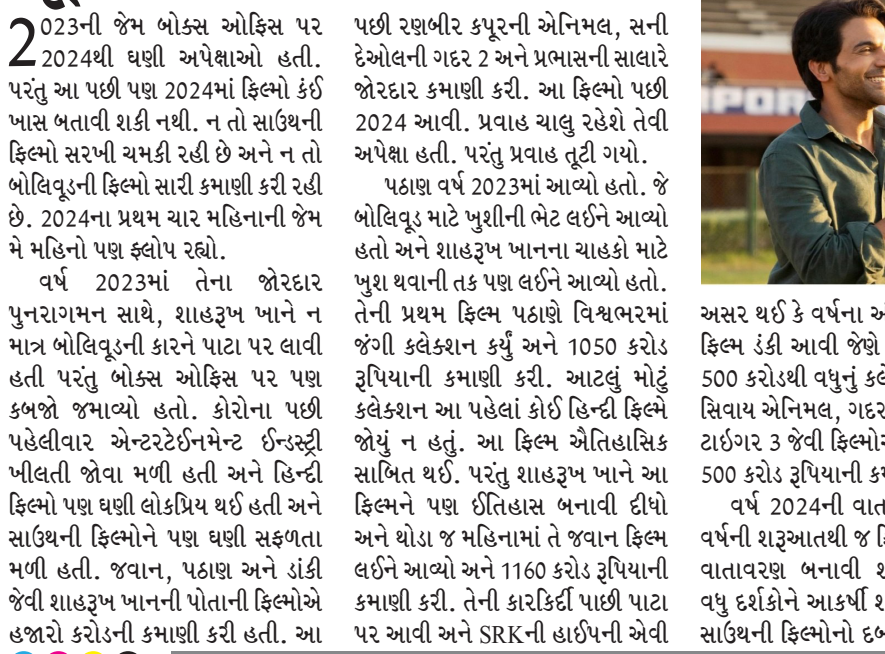 2023ની જેમ બોક્સ ઓફિસ પર
2024થી ઘણી અપેક્ષાઓ હતી.
પરંતુ આ પછી પણ 2024માં ફિલ્મો કંઈ
ખાસ બતાવી શકી નથી. ન તો સાઉથની
ફિલ્મો સરખી ચમકી રહી છે અને ન તો
બોલિવૂડની ફિલ્મો સારી કમાણી કરી રહી
છે. 2024ના પ્રથમ ચાર મહિનાની જેમ
મે મહિનો પણ ફ્લોપ રહ્યો.
વર્ષ 2023માં તેના જોરદાર
પુનરાગમન સાથે, શાહરૂખ ખાને ન
માત્ર બોલિવૂડની કારને પાટા પર લાવી
હતી પરંતુ બોક્સ ઓફિસ પર પણ
કબજો જમાવ્યો હતો. કોરોના પછી
પહેલીવાર એન્ટરટેઈનમેન્ટ ઈન્ડસ્ટ્રી
ખીલતી જોવા મળી હતી અને હિન્દી
ફિલ્મો પણ ઘણી લોકપ્રિય થઈ હતી અને
સાઉથની ફિલ્મોને પણ ઘણી સફળતા
મળી હતી. જવાન, પઠાણ અને ડાંકી
જેવી શાહરૂખ ખાનની પોતાની ફિલ્મોએ
હજારો કરોડની કમાણી કરી હતી. આ
પછી રણબીર કપૂરની એનિમલ, સની
દેઓલની ગદર 2 અને પ્રભાસની સાલારે
જોરદાર કમાણી કરી. આ ફિલ્મો પછી
2024 આવી. પ્રવાહ ચાલુ રહેશે તેવી
અપેક્ષા હતી. પરંતુ પ્રવાહ તૂટી ગયો.
પઠાણ વર્ષ 2023માં આવ્યો હતો. જે
બોલિવૂડ માટે ખુશીની ભેટ લઈને આવ્યો
હતો અને શાહરૂખ ખાનના ચાહકો માટે
ખુશ થવાની તક પણ લઈને આવ્યો હતો.
તેની પ્રથમ ફિલ્મ પઠાણે વિશ્વભરમાં
જંગી કલેક્શન કર્યું અને 1050 કરોડ
રૂપિયાની કમાણી કરી. આટલું મોટું
કલેક્શન આ પહેલાં કોઈ હિન્દી ફિલ્મે
જોયું ન હતું. આ ફિલ્મ ઐતિહાસિક
સાબિત થઈ. પરંતુ શાહરૂખ ખાને આ
ફિલ્મને પણ ઈતિહાસ બનાવી દીધો
અને થોડા જ મહિનામાં તે જવાન ફિલ્મ
લઈને આવ્યો અને 1160 કરોડ રૂપિયાની
કમાણી કરી. તેની કારકિર્દી પાછી પાટા
પર આવી અને SRKની હાઈપની એવી
અસર થઈ કે વર્ષના
ફિલ્મ ડંકી આવી જેણે
500 કરોડથી વધુનું
સિવાય એનિમલ, ગદર
ટાઇગર 3 જેવી
500 કરોડ રૂપિયાની
વર્ષ 2024ની
વર્ષની શરૂઆતથી જ
વાતાવરણ બનાવી
વધુ દર્શકોને આકર્ષી
સાઉથની ફિલ્મોનો